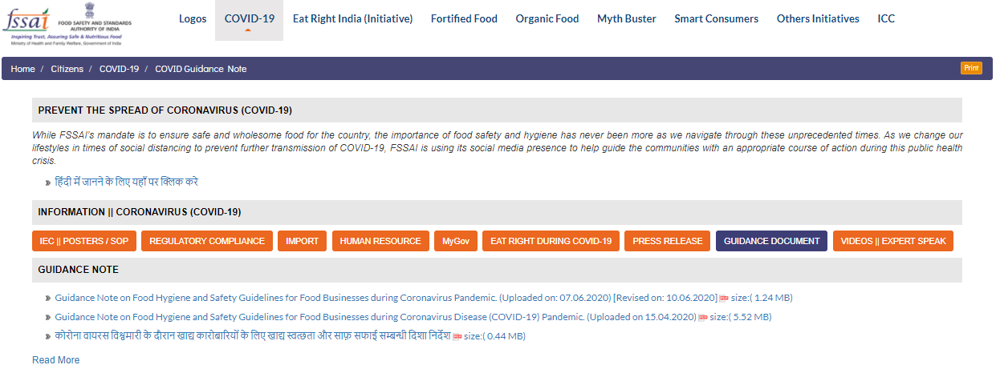 fssai
FOOD SAFETY AND STANDARDS
AUTHORITY OF INDIA
Inspiring Trust, Assuring Safe & Nutritious Food
Ministry of Health and Family Welfare, Government of India
Logos COVID-19 Eat Right India (Initiative) Fortified Food Organic Food Myth Buster Smart Consumers Others Initiatives ICC
Home / Citizens / COVID-19 / COVID Guidance Note Print
PREVENT THE SPREAD OF CORONAVIRUS (COVID-19)
While FSSAI's mandate is to ensure safe and wholesome food for the country, the importance of food safety and hygiene has never been more as we navigate through these unprecedented times. As we change our
lifestyles in times of social distancing to prevent further transmission of COVID-19, FSSAI is using its social media presence to help guide the communities with an appropriate course of action during this public health
crisis.
» हिंदी में जानने के लिए यहाँ पर क्लिक करे
INFORMATION || CORONAVIRUS (COVID-19)
IEC || POSTERS / SOP REGULATORY COMPLIANCE IMPORT HUMAN RESOURCE MyGov EAT RIGHT DURING COVID-19 PRESS RELEASE GUIDANCE DOCUMENT VIDEOS || EXPERT SPEAK
GUIDANCE NOTE
» Guidance Note on Food Hygiene and Safety Guidelines for Food Businesses during Coronavirus Pandemic. (Uploaded on: 07.06.2020) [Revised on: 10.06.2020] size:( 1.24 MB)
» Guidance Note on Food Hygiene and Safety Guidelines for Food Businesses during Coronavirus Disease (COVID-19) Pandemic. (Uploaded on 15.04.2020) size:( 5.52 MB)
» कोरोना वायरस विश्वमारी के दौरान खाद्य कारोबारियों के लिए खाद्य स्वत्छता और साफ़ सफाई सम्बन्धी दिशा निर्देश size:( 0.44 MB)
Read More